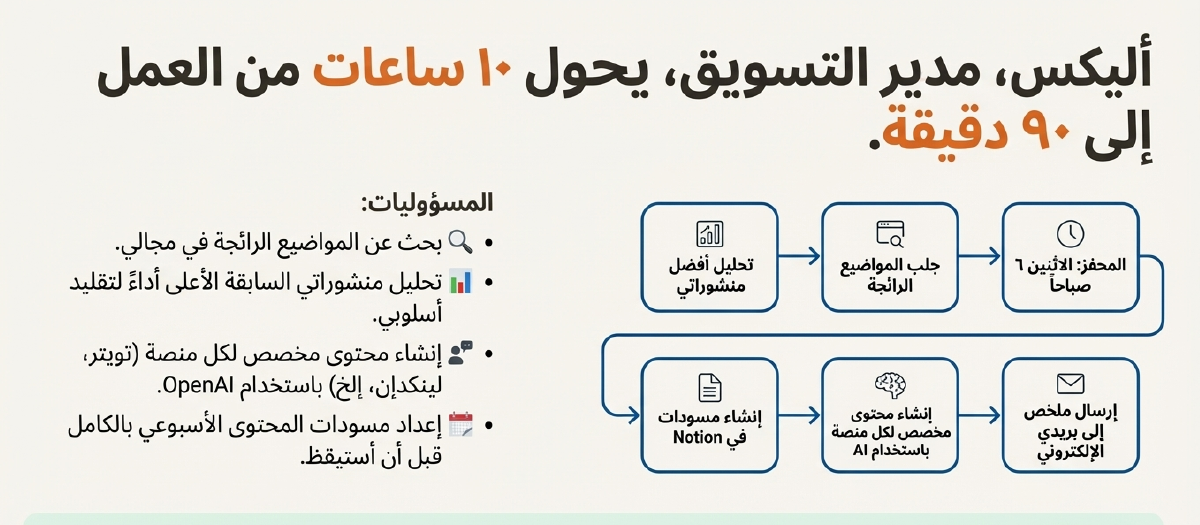 أليكس، مدير التسويق، يحول ١٠ ساعات من العمل
إلى ٩٠ دقيقة.
المحفز: الاثنين ٦
صباحاً
جلب المواضيع
الرائجة
تحليل أفضل
منشوراتي
إرسال ملخص
إلى بريدي
الإلكتروني
إنشاء محتوى
مخصص لكل منصة
باستخدام AI
إنشاء مسودات
في Notion
المسؤوليات:
• بحث عن المواضيع الرائجة في مجالي.
• تحليل منشوراتي السابقة الأعلى أداءً لتقليد
أسلوبي.
• إنشاء محتوى مخصص لكل منصة (تويتر،
لينكدإن، إلخ) باستخدام OpenAI.
• إعداد مسودات المحتوى الأسبوعي بالكامل
قبل أن أستيقظ.